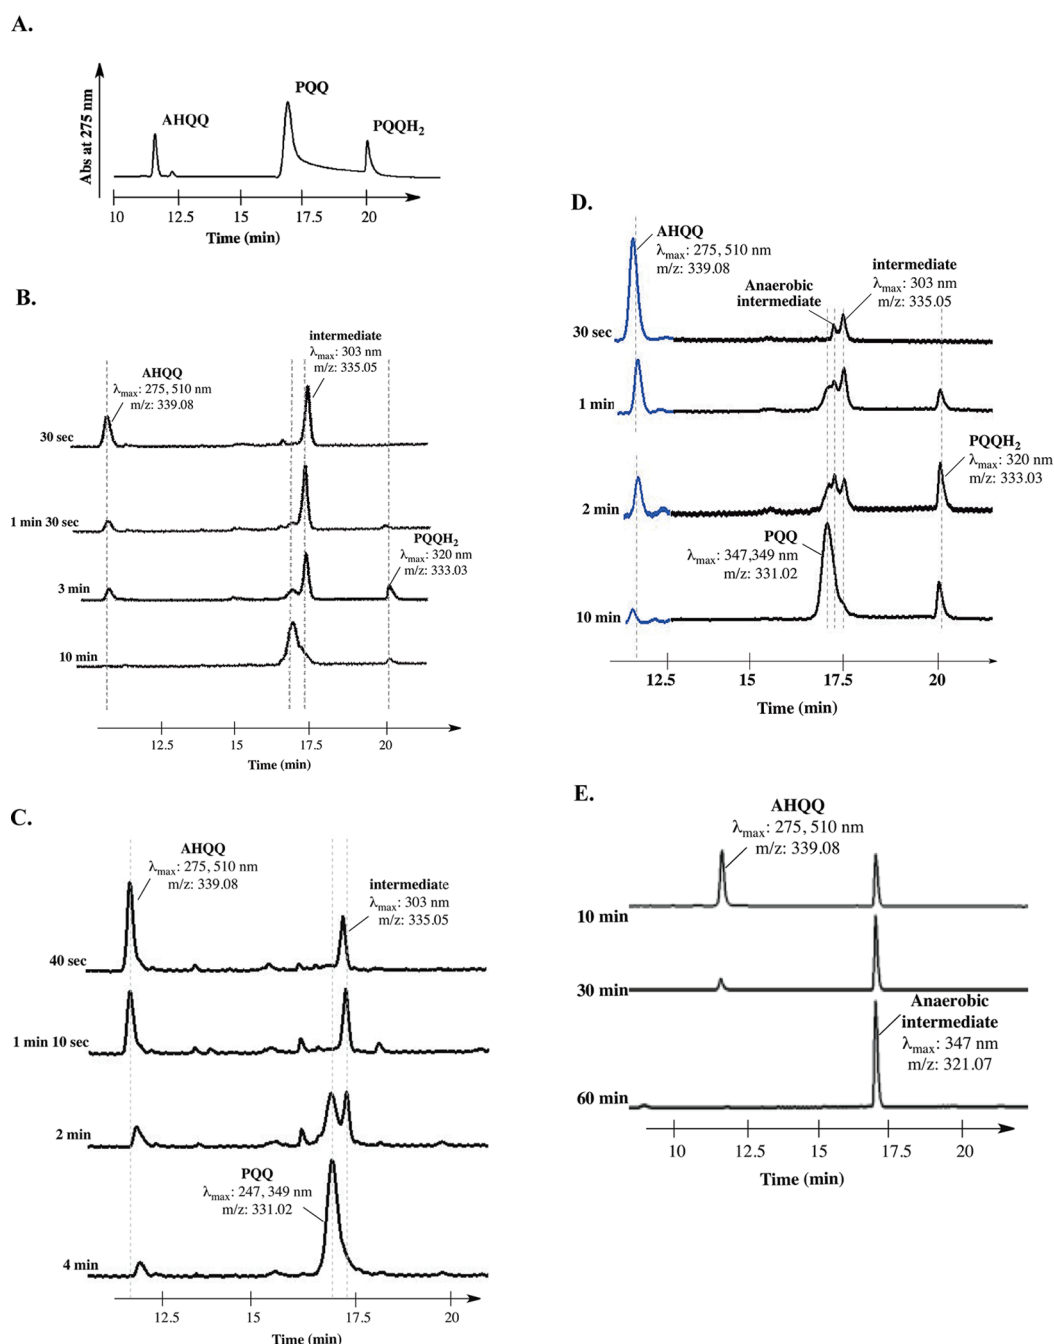 A.
Abs at 275 nm
AHQQ
PQQ
PQQH2
10 12.5 15 17.5 20
Time (min)
B.
AHQQ
λmax: 275, 510 nm
m/z: 339.08
intermediate
λmax: 303 nm
m/z: 335.05
30 sec
1 min 30 sec
PQQH2
λmax: 320 nm
m/z: 333.03
3 min
10 min
12.5 15 17.5 20
Time (min)
C.
AHQQ
λmax: 275, 510 nm
m/z: 339.08
intermediate
λmax: 303 nm
m/z: 335.05
40 sec
1 min 10 sec
2 min
PQQ
λmax: 247, 349 nm
m/z: 331.02
4 min
12.5 15 17.5 20
Time (min)
D.
AHQQ
λmax: 275, 510 nm
m/z: 339.08
Anaerobic
intermediate
intermediate
λmax: 303 nm
m/z: 335.05
30 sec
1 min
PQQH2
λmax: 320 nm
m/z: 333.03
2 min
PQQ
λmax: 347,349 nm
m/z: 331.02
10 min
12.5 15 17.5 20
Time (min)
E.
AHQQ
λmax: 275, 510 nm
m/z: 339.08
10 min
30 min
Anaerobic
intermediate
λmax: 347 nm
m/z: 321.07
60 min
10 12.5 15 17.5 20
Time (min)